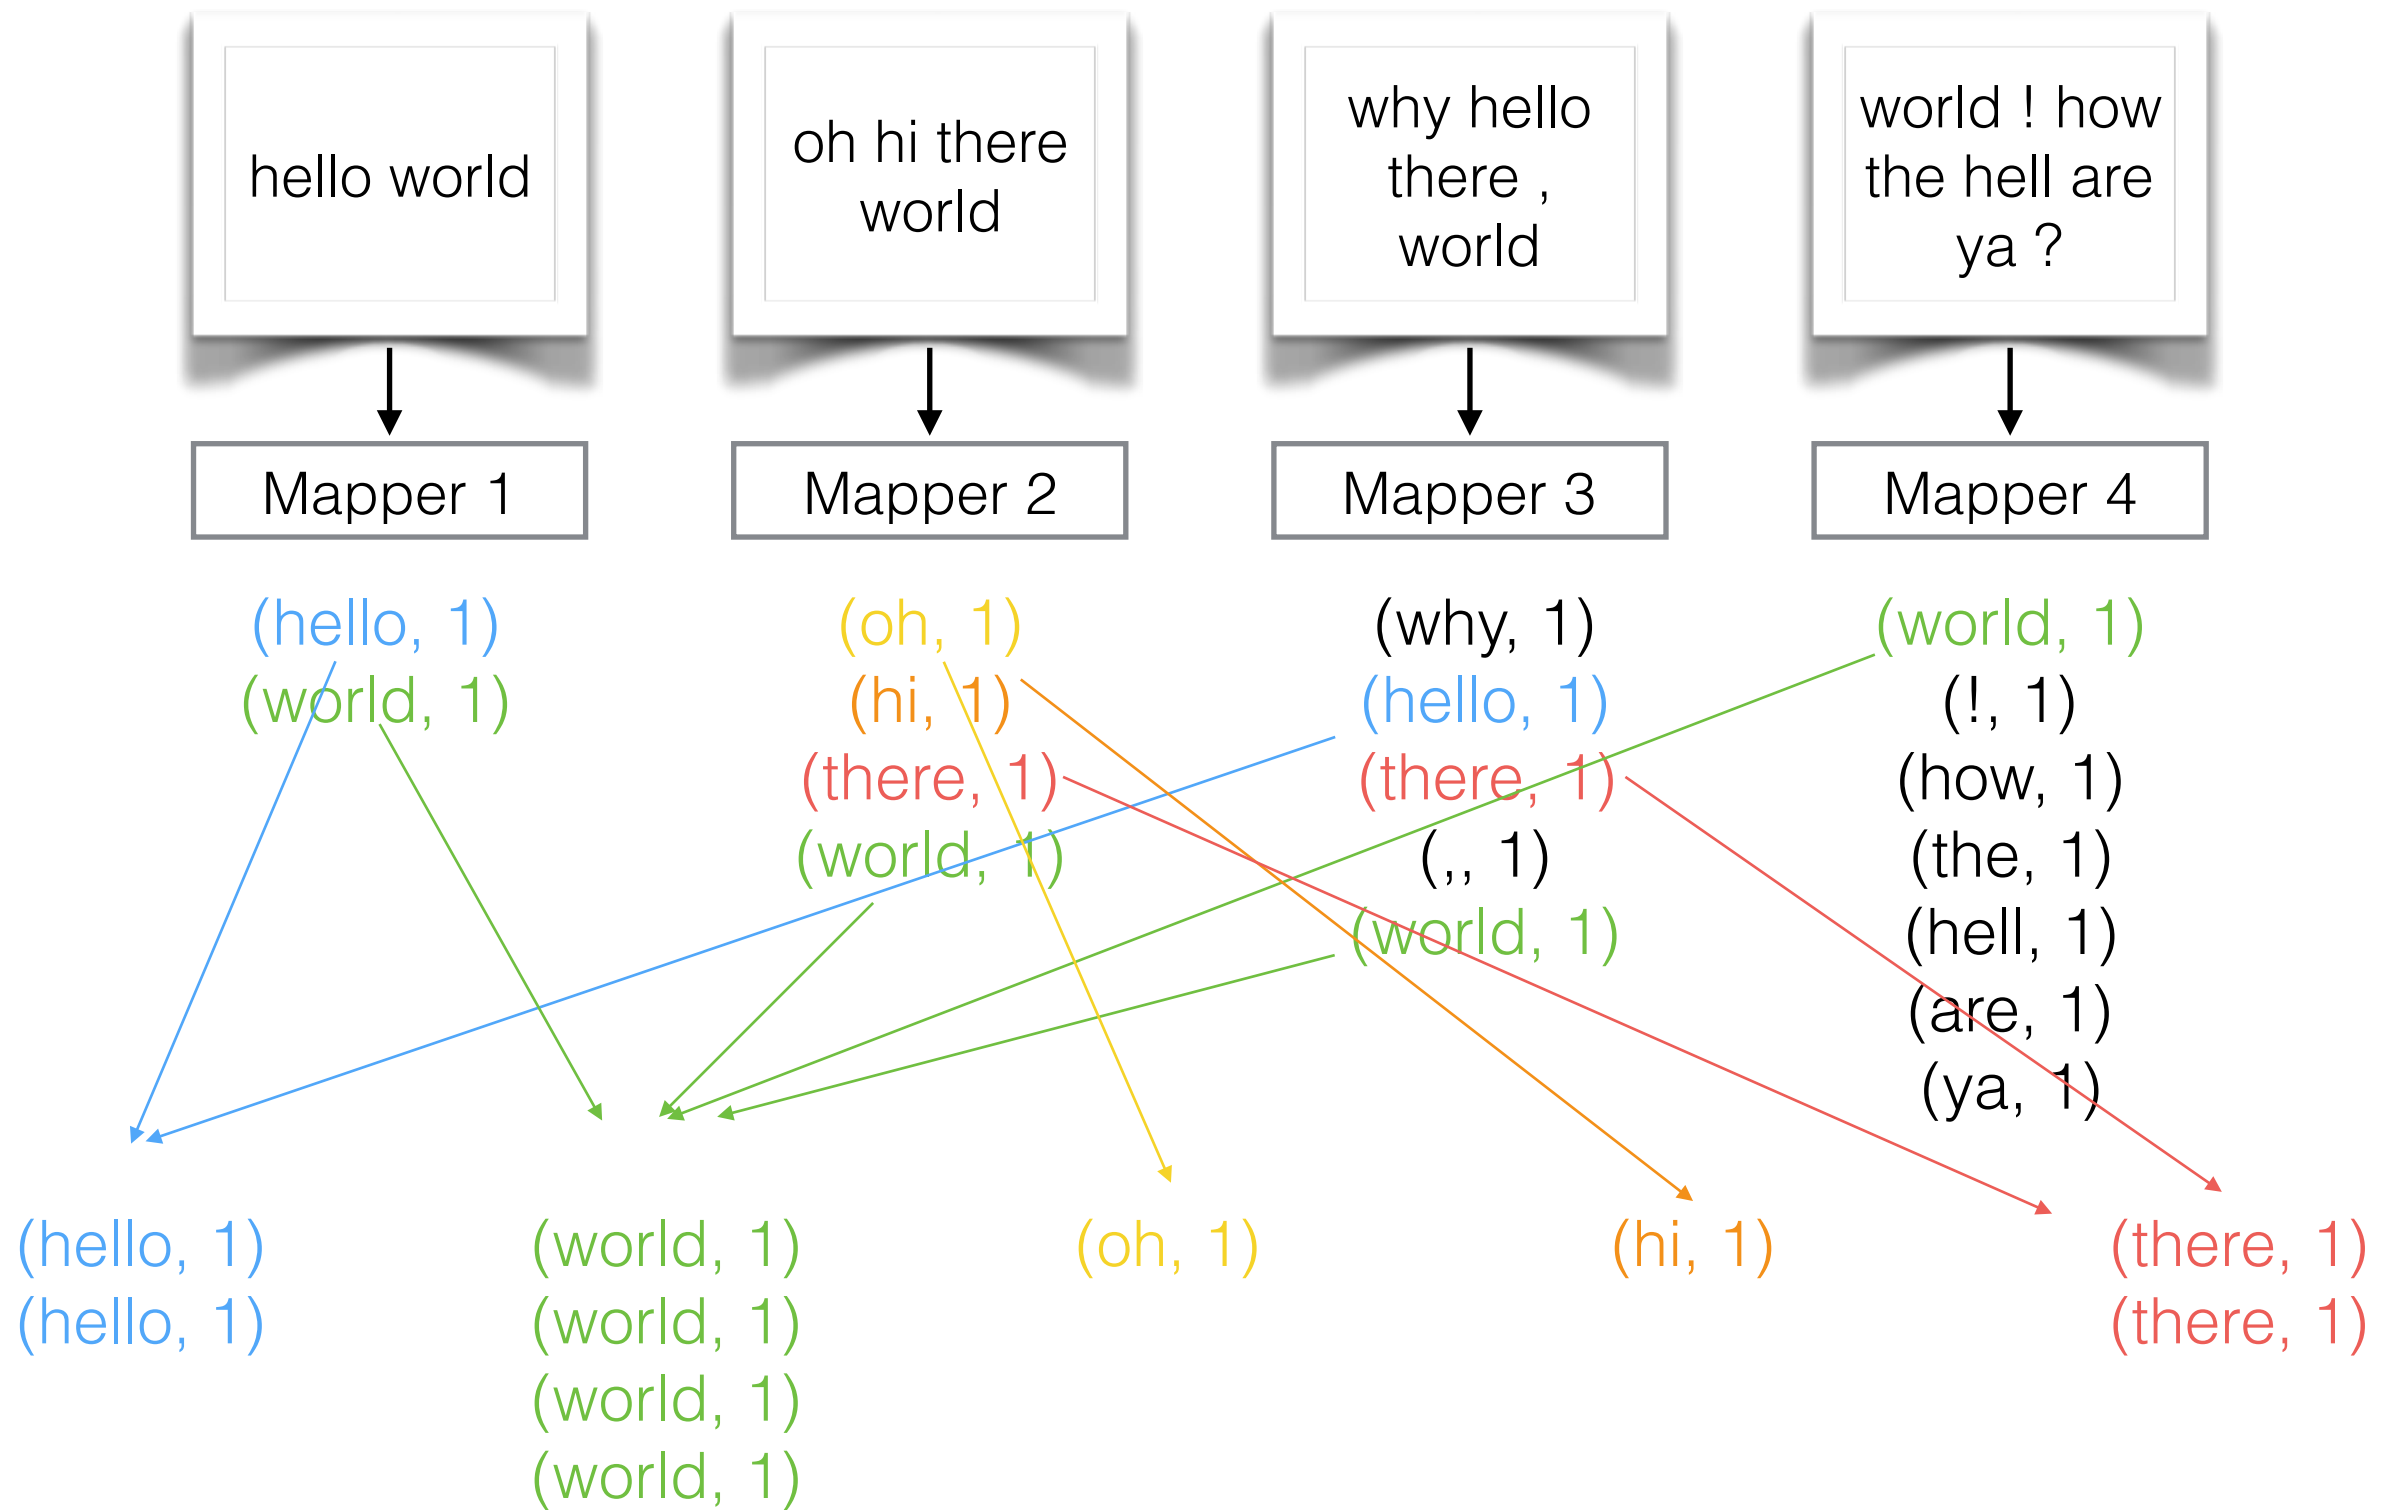 hello world
oh hi there
world
why hello
there ,
world
world ! how
the hell are
ya ?
Mapper 1
Mapper 2
Mapper 3
Mapper 4
(hello, 1)
(world, 1)
(oh, 1)
(hi, 1)
(there, 1)
(world, 1)
(why, 1)
(hello, 1)
(there, 1)
(,, 1)
(world, 1)
(world, 1)
(!, 1)
(how, 1)
(the, 1)
(hell, 1)
(are, 1)
(ya, 1)
(hello, 1)
(hello, 1)
(world, 1)
(world, 1)
(world, 1)
(world, 1)
(oh, 1)
(hi, 1)
(there, 1)
(there, 1)